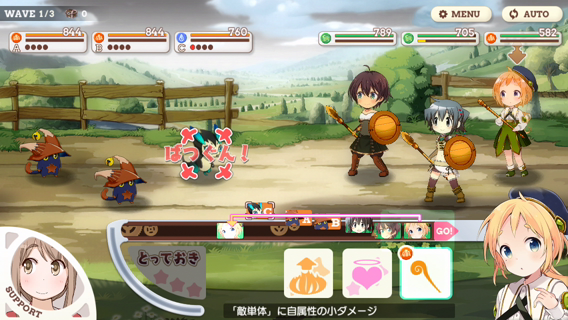 WAVE 1/3 0
MENU
AUTO
844
844
760
789
705
582
A
B
C
ばつぐん!
C
A
B
GO!
とっておき
SUPPORT
「敵単体」に自属性の小ダメージ